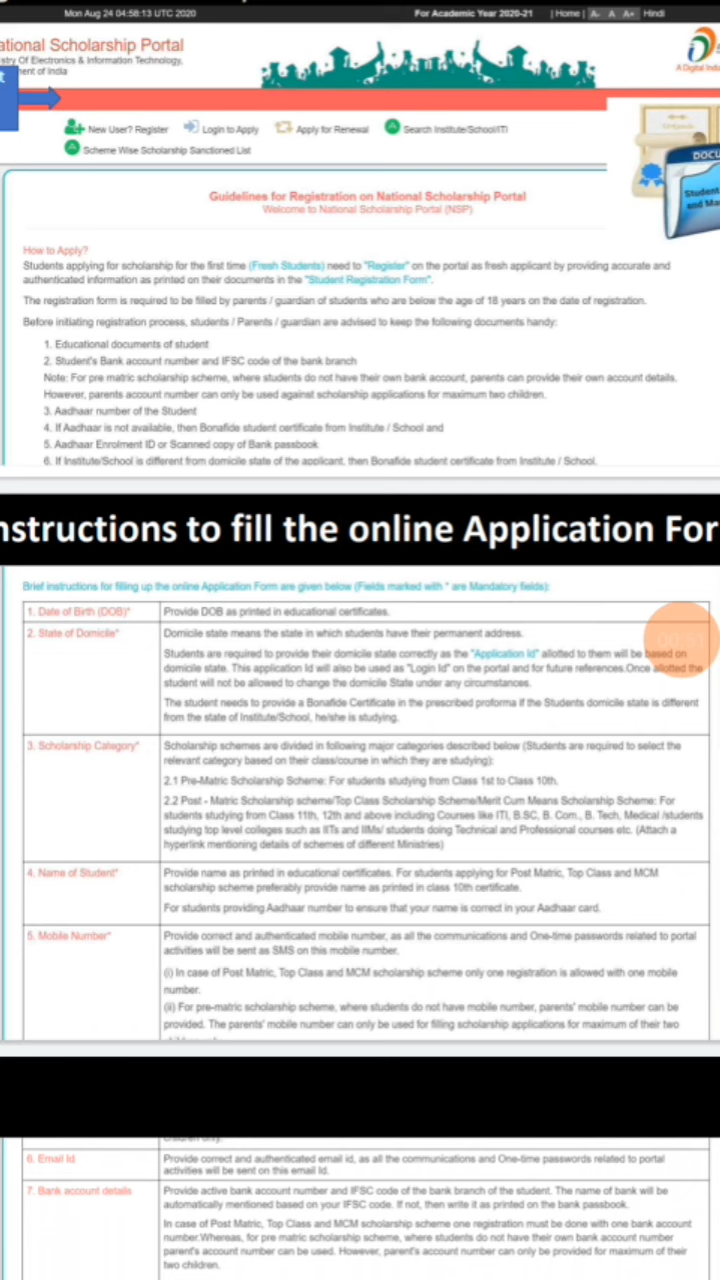 Mon Aug 24 04:58:13 UTC 2020
For Academic Year 2020-21 | Home | A- A A+ Hindi
ational Scholarship Portal
stry Of Electronics & Information Technology,
ent of India
t
A Digital India
New User? Register Login to Apply Apply for Renewal Search Institute/School/ITI
Scheme Wise Scholarship Sanctioned List
DOCU
Student
and Ma
Guidelines for Registration on National Scholarship Portal
Welcome to National Scholarship Portal (NSP)
How to Apply?
Students applying for scholarship for the first time (Fresh Students) need to "Register" on the portal as fresh applicant by providing accurate and
authenticated information as printed on their documents in the "Student Registration Form".
The registration form is required to be filled by parents / guardian of students who are below the age of 18 years on the date of registration.
Before initiating registration process, students / Parents / guardian are advised to keep the following documents handy:
1. Educational documents of student
2. Student's Bank account number and IFSC code of the bank branch
Note: For pre matric scholarship scheme, where students do not have their own bank account, parents can provide their own account details.
However, parents account number can only be used against scholarship applications for maximum two children.
3. Aadhaar number of the Student
4. If Aadhaar is not available, then Bonafide student certificate from Institute / School and
5. Aadhaar Enrolment ID or Scanned copy of Bank passbook
6. If Institute/School is different from domicile state of the applicant, then Bonafide student certificate from Institute / School.
nstructions to fill the online Application For
Brief instructions for filling up the online Application Form are given below (Fields marked with * are Mandatory fields):
1. Date of Birth (DOB)* Provide DOB as printed in educational certificates.
2. State of Domicile* Domicile state means the state in which students have their permanent address.
Students are required to provide their domicile state correctly as the "Application Id" allotted to them will be based on
domicile state. This application Id will also be used as "Login Id" on the portal and for future references.Once allotted the
student will not be allowed to change the domicile State under any circumstances.
The student needs to provide a Bonafide Certificate in the prescribed proforma if the Students domicile state is different
from the state of Institute/School, he/she is studying.
3. Scholarship Category* Scholarship schemes are divided in following major categories described below (Students are required to select the
relevant category based on their class/course in which they are studying):
2.1 Pre-Matric Scholarship Scheme: For students studying from Class 1st to Class 10th.
2.2 Post - Matric Scholarship scheme/Top Class Scholarship Scheme/Merit Cum Means Scholarship Scheme: For
students studying from Class 11th, 12th and above including Courses like ITI, B.SC, B. Com., B. Tech, Medical /students
studying top level colleges such as IITs and IIMs/ students doing Technical and Professional courses etc. (Attach a
hyperlink mentioning details of schemes of different Ministries)
4. Name of Student* Provide name as printed in educational certificates. For students applying for Post Matric, Top Class and MCM
scholarship scheme preferably provide name as printed in class 10th certificate.
For students providing Aadhaar number to ensure that your name is correct in your Aadhaar card.
5. Mobile Number* Provide correct and authenticated mobile number, as all the communications and One-time passwords related to portal
activities will be sent as SMS on this mobile number.
(i) In case of Post Matric, Top Class and MCM scholarship scheme only one registration is allowed with one mobile
number.
(ii) For pre-matric scholarship scheme, where students do not have mobile number, parents' mobile number can be
provided. The parents' mobile number can only be used for filling scholarship applications for maximum of their two
children only.
6. Email Id Provide correct and authenticated email id, as all the communications and One-time passwords related to portal
activities will be sent on this email Id.
7. Bank account details Provide active bank account number and IFSC code of the bank branch of the student. The name of bank will be
automatically mentioned based on your IFSC code. If not, then write it as printed on the bank passbook.
In case of Post Matric, Top Class and MCM scholarship scheme one registration must be done with one bank account
number.Whereas, for pre matric scholarship scheme, where students do not have their own bank account number
parent's account number can be used. However, parent's account number can only be provided for maximum of their
two children.